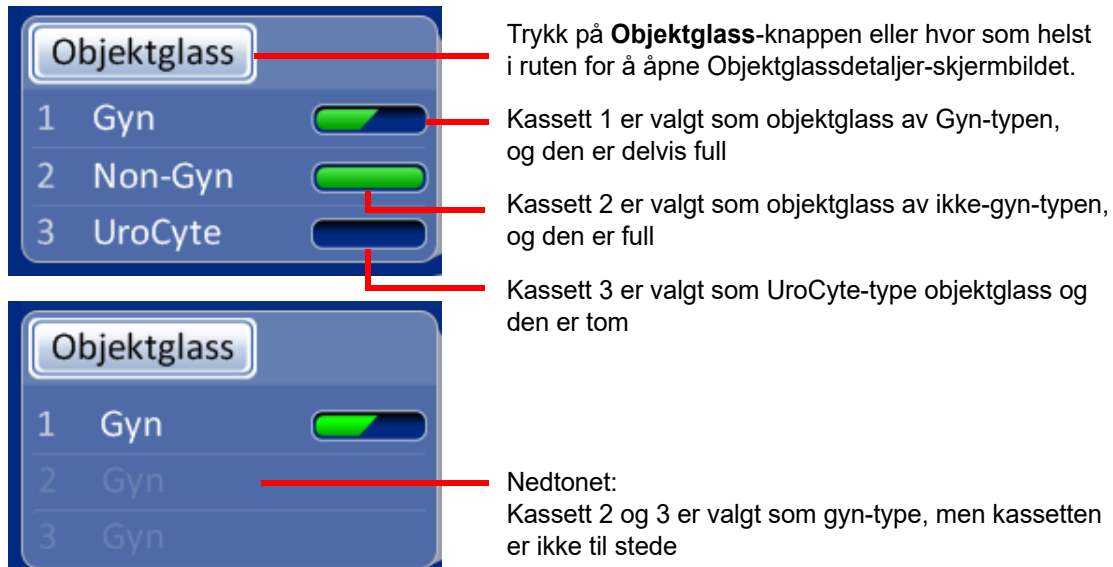 Objektglass
1 Gyn
2 Non-Gyn
3 UroCyte
Trykk på Objektglass-knappen eller hvor som helst
i ruten for å åpne Objektglassdetaljer-skjermbildet.
Kassett 1 er valgt som objektglass av Gyn-typen,
og den er delvis full
Kassett 2 er valgt som objektglass av ikke-gyn-typen,
og den er full
Kassett 3 er valgt som UroCyte-type objektglass og
den er tom
Objektglass
1 Gyn
2 Gyn
3 Gyn
Nedtonet:
Kassett 2 og 3 er valgt som gyn-type, men kassetten
er ikke til stede